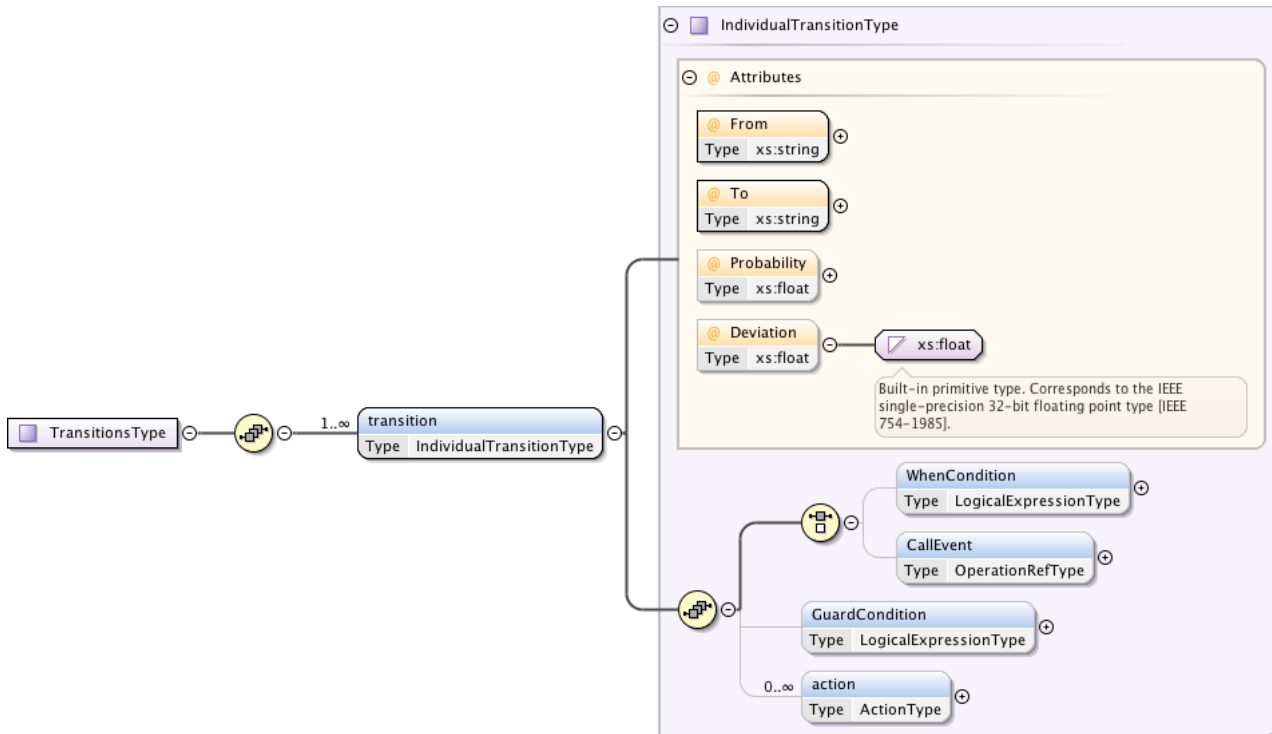 IndividualTransitionType
@ Attributes
@ From
Type xs:string
@ To
Type xs:string
@ Probability
Type xs:float
@ Deviation
Type xs:float
xs:float
Built-in primitive type. Corresponds to the IEEE
single-precision 32-bit floating point type [IEEE
754-1985].
TransitionsType
1..∞
transition
Type IndividualTransitionType
WhenCondition
Type LogicalExpressionType
CallEvent
Type OperationRefType
GuardCondition
Type LogicalExpressionType
0..∞
action
Type ActionType